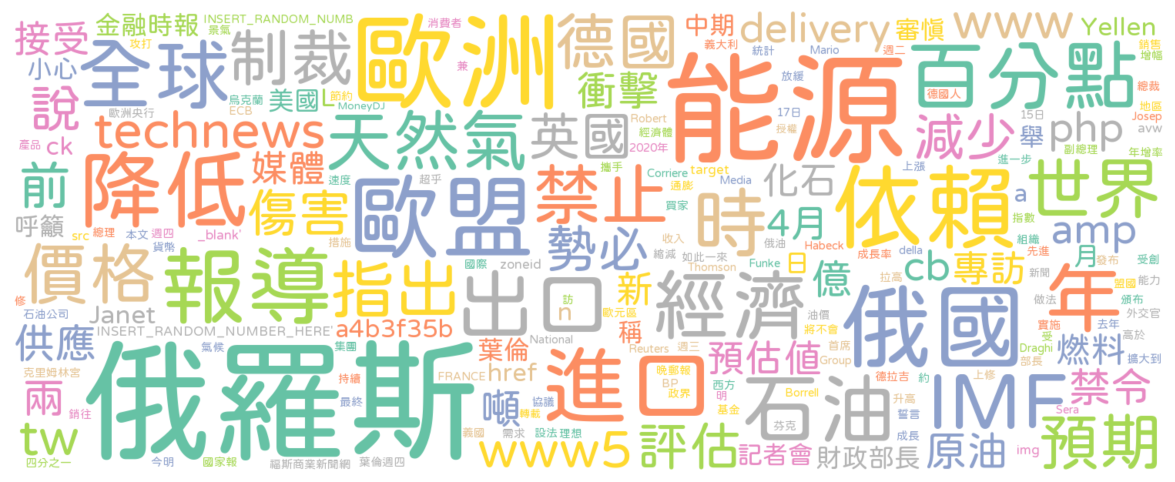 接受
金融時報
INSERT_RANDOM_NUMB
景氣
攻打
小心
全球
制裁
歐洲
消費者
兼
德國
義大利
中期
delivery
統計
Mario
週二
審慎
www
Yellen
銷售
增幅
放緩
總裁
說
歐洲央行
烏克蘭
美國
節約
MoneyDJ
ECB
衝擊
能源
百分點
德國人
地區
Josep
ck
technews
天然氣
英國
Robert
經濟體
2020年
17日
授權
減少
15日
舉
php
副總理
avw
年增率
產品
前
降低
媒體
速度
超乎
歐盟
禁止
攜手
Corriere
通膨
target
買家
Media
化石
上漲
進一步
依賴
a
指數
世界
呼籲
傷害
勢必
時
4月
組織
amp
src
總理
本文
週四
貨幣
_blank'
措施
縮減
收入
俄油
如此一來
Habeck
della
先進
月
發布
受創
價格
報導
指出
國際
zoneid
出口
訪
n
新
歐元區
Thomson
Funke
日
成長率
拉高
億
cb
專訪
新聞
盟國
能力
修
石油公司
Janet
INSERT_RANDOM_NUMBER_HERE'
a4b3f35b
稱
經濟
油價
將不會
俄國
年
做法
頒布
外交官
供應
氣候
集團
葉倫
National
Reuters
週三
預估值
首席
Group
實施
去年
受
高於
Draghi
燃料
克里姆林宮
俄羅斯
持續
FRANCE
href
進口
晚郵報
BP
政界
西方
明
石油
德拉吉
約
上修
部長
擴大到
兩
銷往
最終
噸
協議
轉載
基金
Borrell
升高
誓言
IMF
Sera
禁令
tw
義國
需求
設法
理想
www5
評估
記者會
芬克
財政部長
成長
原油
img
預期
四分之一
今明
國家報
福斯商業新聞網
葉倫週四